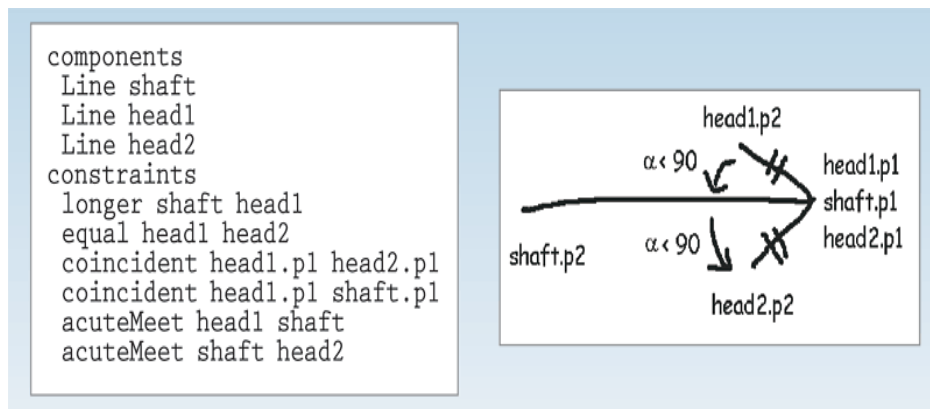 components
Line shaft
Line head1
Line head2
constraints
longer shaft head1
equal head1 head2
coincident head1.p1 head2.p1
coincident head1.p1 shaft.p1
acuteMeet head1 shaft
acuteMeet shaft head2
head1.p2
α < 90
head1.p1
shaft.p1
head2.p1
shaft.p2
α < 90
head2.p2